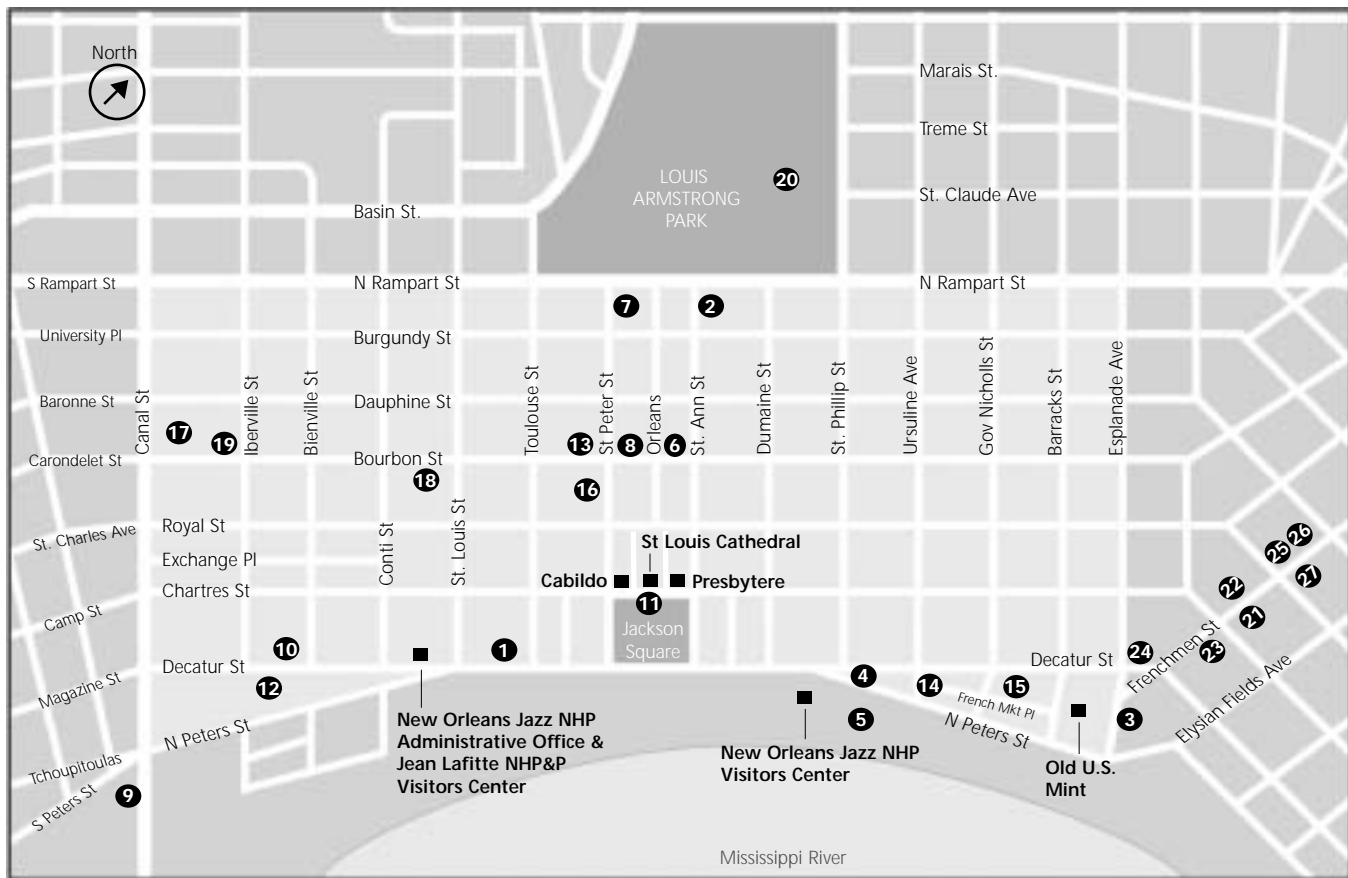 North
Marais St.
Treme St
20
LOUIS
ARMSTRONG
PARK
St. Claude Ave
Basin St.
S Rampart St
N Rampart St
N Rampart St
7
2
University Pl
Burgundy St
Canal St
Iberville St
Bienville St
Toulouse St
St Peter St
Orleans
St. Ann St
Dumaine St
St. Phillip St
Ursuline Ave
Gov Nicholls St
Barracks St
Esplanade Ave
Baronne St
Dauphine St
17
19
13
8
6
Carondelet St
Bourbon St
18
16
Conti St
St. Louis St
St. Charles Ave
Royal St
26
25
St Louis Cathedral
Exchange Pl
Cabildo
Presbytere
27
22
Chartres St
11
Camp St
21
Jackson
Square
Frenchmen St
10
1
23
24
Decatur St
Decatur St
Magazine St
12
4
14
15
French Mkt Pl
Elysian Fields Ave
N Peters St
5
N Peters St
3
New Orleans Jazz NHP
Administrative Office &
Jean Lafitte NHP&P
Visitors Center
New Orleans Jazz NHP
Visitors Center
Old U.S.
Mint
Tchoupitoulas
S Peters St
9
Mississippi River